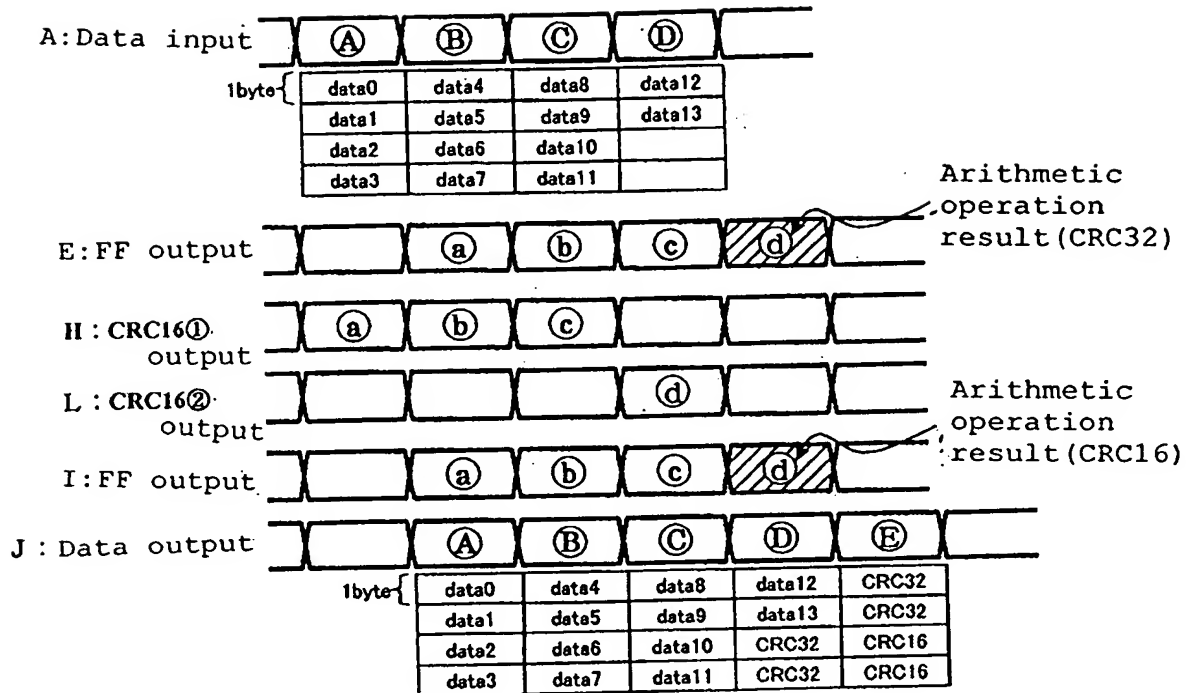 A:Data input Ⓐ Ⓑ Ⓒ Ⓓ
1byte data0 data4 data8 data12
data1 data5 data9 data13
data2 data6 data10
data3 data7 data11
Arithmetic
operation
result(CRC32)
E:FF output ⓐ ⓑ ⓒ ⓓ
H:CRC16① ⓐ ⓑ ⓒ
output
L:CRC16② ⓓ
output
Arithmetic
operation
result(CRC16)
I:FF output ⓐ ⓑ ⓒ ⓓ
J:Data output Ⓐ Ⓑ Ⓒ Ⓓ Ⓔ
1byte data0 data4 data8 data12 CRC32
data1 data5 data9 data13 CRC32
data2 data6 data10 CRC32 CRC16
data3 data7 data11 CRC32 CRC16